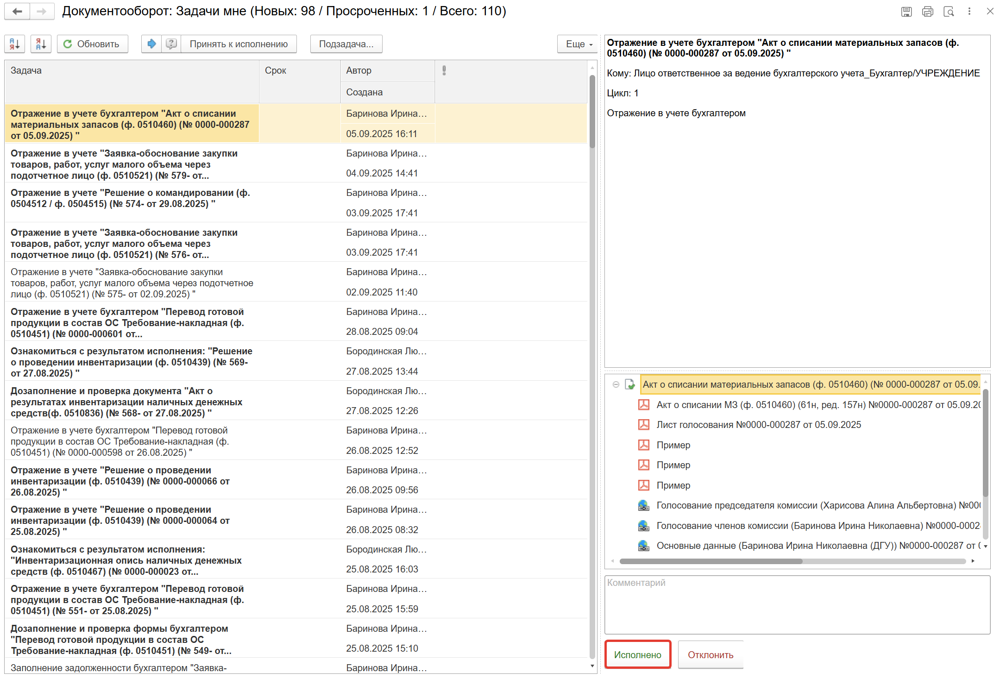 Документооборот: Задачи мне (Новых: 98 / Просроченных: 1 / Всего: 110)
Обновить
Принять к исполнению
Подзадача...
Еще
Задача
Срок
Автор
Создана
Отражение в учете бухгалтером "Акт о списании
материальных запасов (ф. 0510460) (№ 0000-000287
от 05.09.2025) "
Баринова Ирина…
05.09.2025 16:11
Отражение в учете "Заявка-обоснование закупки
товаров, работ, услуг малого объема через
подотчетное лицо (ф. 0510521) (№ 579- от...
Баринова Ирина…
04.09.2025 14:41
Отражение в учете "Решение о командировании (ф.
0504512 / ф. 0504515) (№ 574- от 29.08.2025) "
Баринова Ирина…
03.09.2025 17:41
Отражение в учете "Заявка-обоснование закупки
товаров, работ, услуг малого объема через
подотчетное лицо (ф. 0510521) (№ 576- от...
Баринова Ирина…
03.09.2025 17:41
Отражение в учете "Заявка-обоснование закупки
товаров, работ, услуг малого объема через подотчетное
лицо (ф. 0510521) (№ 575- от 02.09.2025) "
Баринова Ирина…
02.09.2025 11:40
Отражение в учете бухгалтером "Перевод готовой
продукции в состав ОС Требование-накладная (ф.
0510451) (№ 0000-000601 от...
Баринова Ирина…
28.08.2025 09:04
Ознакомиться с результатом исполнения: "Решение
о проведении инвентаризации (ф. 0510439) (№ 569-
от 27.08.2025) "
Бородинская Лю…
27.08.2025 13:44
Дозаполнение и проверка документа "Акт о
результатах инвентаризации наличных денежных
средств(ф. 0510836) (№ 568- от 27.08.2025) "
Бородинская Лю…
27.08.2025 12:26
Отражение в учете бухгалтером "Перевод готовой
продукции в состав ОС Требование-накладная (ф.
0510451) (№ 0000-000598 от 26.08.2025) "
Баринова Ирина…
26.08.2025 12:52
Отражение в учете "Решение о проведении
инвентаризации (ф. 0510439) (№ 0000-000066 от
26.08.2025) "
Баринова Ирина…
26.08.2025 09:56
Отражение в учете "Решение о проведении
инвентаризации (ф. 0510439) (№ 0000-000064 от
25.08.2025) "
Баринова Ирина…
26.08.2025 08:32
Ознакомиться с результатом исполнения:
"Инвентаризационная опись наличных денежных
средств (ф. 0510467) (№ 0000-000023 от...
Бородинская Лю…
25.08.2025 16:03
Отражение в учете бухгалтером "Перевод готовой
продукции в состав ОС Требование-накладная (ф.
0510451) (№ 551- от 25.08.2025) "
Баринова Ирина…
25.08.2025 15:59
Дозаполнение и проверка формы бухгалтером
"Перевод готовой продукции в состав ОС
Требование-накладная (ф. 0510451) (№ 549- от...
Баринова Ирина…
25.08.2025 15:10
Заполнение задолженности бухгалтером "Заявка-
Баринова Ирина…
Отражение в учете бухгалтером "Акт о списании материальных запасов (ф.
0510460) (№ 0000-000287 от 05.09.2025) "
Кому: Лицо ответственное за ведение бухгалтерского учета_Бухгалтер/УЧРЕЖДЕНИЕ
Цикл: 1
Отражение в учете бухгалтером
Акт о списании материальных запасов (ф. 0510460) (№ 0000-000287 от 05.09.
Акт о списании МЗ (ф. 0510460) (61н, ред. 157н) №0000-000287 от 05.09.20
Лист голосования №0000-000287 от 05.09.2025
Пример
Пример
Пример
Голосование председателя комиссии (Харисова Алина Альбертовна) №000
Голосование членов комиссии (Баринова Ирина Николаевна) №0000-0002
Основные данные (Баринова Ирина Николаевна (ДГУ)) №0000-000287 от 0
Комментарий
Исполнено
Отклонить